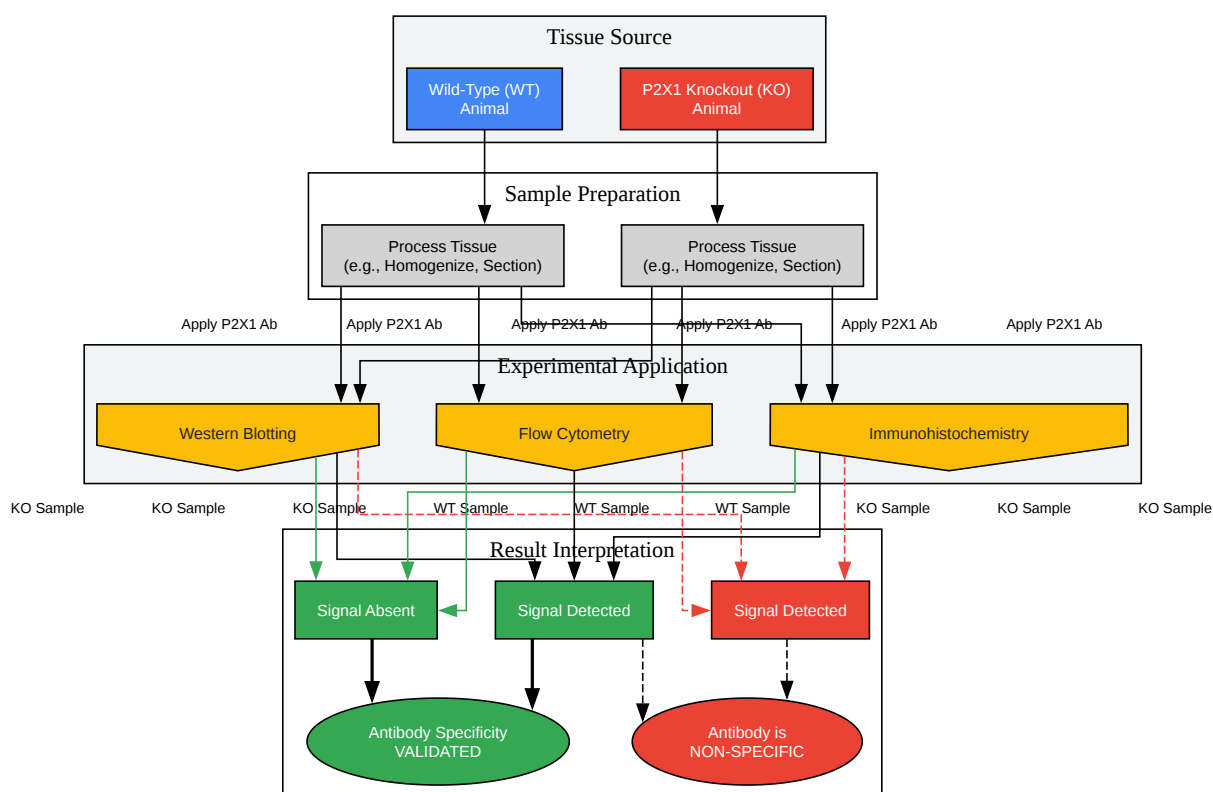 Tissue Source
Wild-Type (WT)
Animal
P2X1 Knockout (KO)
Animal
Sample Preparation
Process Tissue
(e.g., Homogenize, Section)
Process Tissue
(e.g., Homogenize, Section)
Apply P2X1 Ab
Apply P2X1 Ab
Apply P2X1 Ab
Apply P2X1 Ab
Apply P2X1 Ab
Apply P2X1 Ab
Experimental Application
Western Blotting
Flow Cytometry
Immunohistochemistry
KO Sample
KO Sample
KO Sample
WT Sample
WT Sample
WT Sample
KO Sample
KO Sample
KO Sample
Result Interpretation
Signal Absent
Signal Detected
Signal Detected
Antibody Specificity
VALIDATED
Antibody is
NON-SPECIFIC